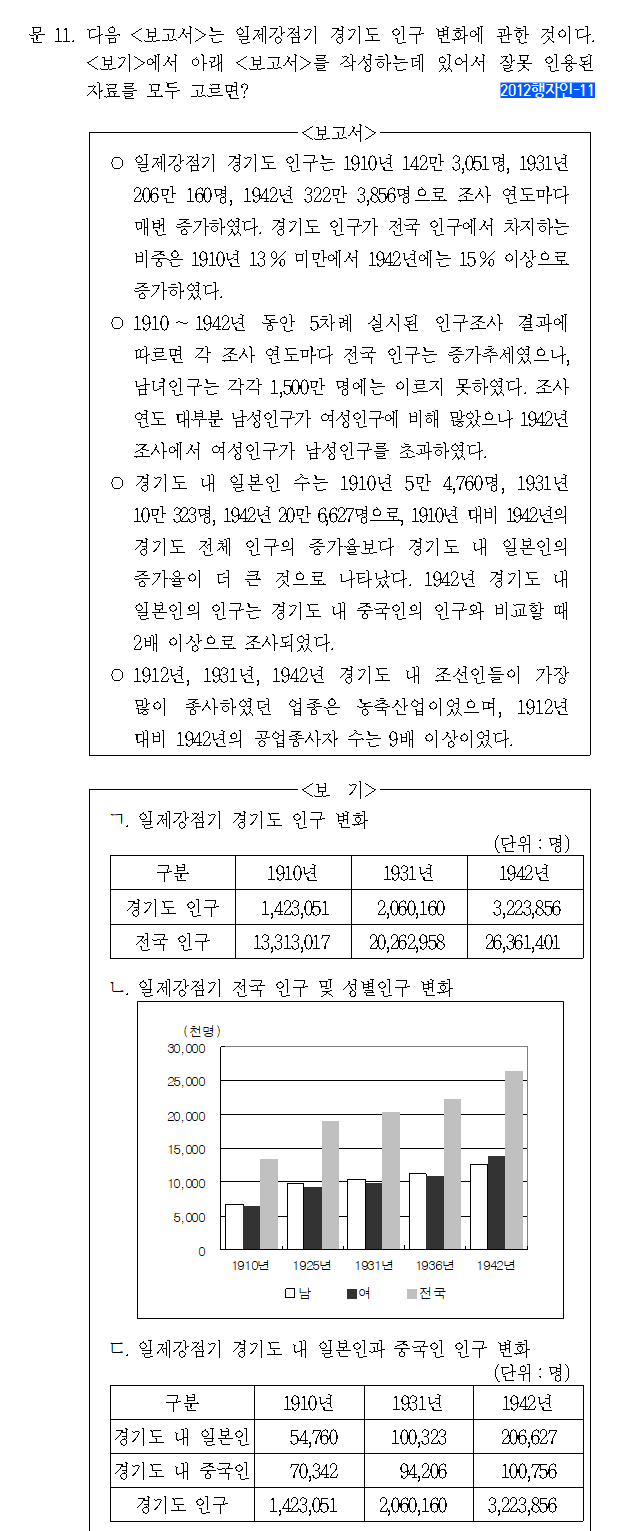 문 11. 다음 <보고서>는 일제강점기 경기도 인구 변화에 관한 것이다.
<보기>에서 아래 <보고서>를 작성하는데 있어서 잘못 인용된
자료를 모두 고르면? 2012행자인-11
<보고서>
○ 일제강점기 경기도 인구는 1910년 142만 3,051명, 1931년
206만 160명, 1942년 322만 3,856명으로 조사 연도마다
매번 증가하였다. 경기도 인구가 전국 인구에서 차지하는
비중은 1910년 13% 미만에서 1942년에는 15% 이상으로
증가하였다.
○ 1910~1942년 동안 5차례 실시된 인구조사 결과에
따르면 각 조사 연도마다 전국 인구는 증가추세였으나,
남녀인구는 각각 1,500만 명에는 이르지 못하였다. 조사
연도 대부분 남성인구가 여성인구에 비해 많았으나 1942년
조사에서 여성인구가 남성인구를 초과하였다.
○ 경기도 내 일본인 수는 1910년 5만 4,760명, 1931년
10만 323명, 1942년 20만 6,627명으로, 1910년 대비 1942년의
경기도 전체 인구의 증가율보다 경기도 내 일본인의
증가율이 더 큰 것으로 나타났다. 1942년 경기도 내
일본인의 인구는 경기도 내 중국인의 인구와 비교할 때
2배 이상으로 조사되었다.
○ 1912년, 1931년, 1942년 경기도 내 조선인들이 가장
많이 종사하였던 업종은 농축산업이었으며, 1912년
대비 1942년의 공업종사자 수는 9배 이상이었다.
<보 기>
ㄱ. 일제강점기 경기도 인구 변화
(단위 : 명)
구분 1910년 1931년 1942년
경기도 인구 1,423,051 2,060,160 3,223,856
전국 인구 13,313,017 20,262,958 26,361,401
ㄴ. 일제강점기 전국 인구 및 성별인구 변화
(천명)
30,000
25,000
20,000
15,000
10,000
5,000
0
1910년 1925년 1931년 1936년 1942년
남 여 전국
ㄷ. 일제강점기 경기도 내 일본인과 중국인 인구 변화
(단위 : 명)
구분 1910년 1931년 1942년
경기도 내 일본인 54,760 100,323 206,627
경기도 내 중국인 70,342 94,206 100,756
경기도 인구 1,423,051 2,060,160 3,223,856